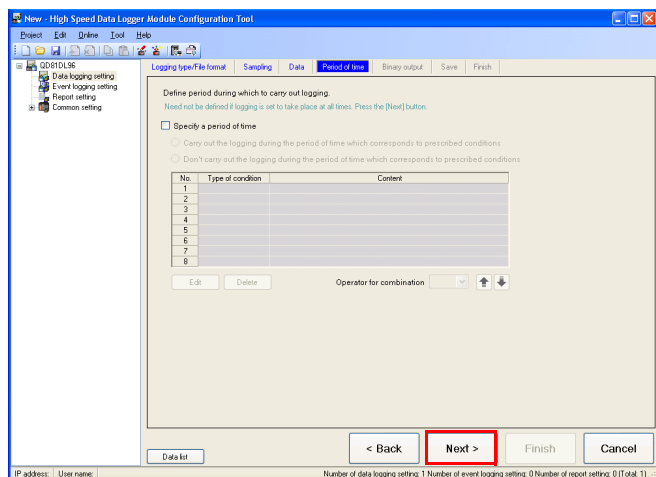 New - High Speed Data Logger Module Configuration Tool
Project Edit Online Tool Help
QD81DL96
Data logging setting
Event logging setting
Report setting
Common setting
Logging type/File format Sampling Data Period of time Binary output Save Finish
Define period during which to carry out logging.
Need not be defined if logging is set to take place at all times. Press the [Next] button.
Specify a period of time
Carry out the logging during the period of time which corresponds to prescribed conditions
Don't carry out the logging during the period of time which corresponds to prescribed conditions
No. Type of condition Content
1
2
3
4
5
6
7
8
Edit Delete Operator for combination
Data list < Back Next > Finish Cancel
IP address: User name: Number of data logging setting: 1 Number of event logging setting: 0 Number of report setting: 0 (Total: 1)